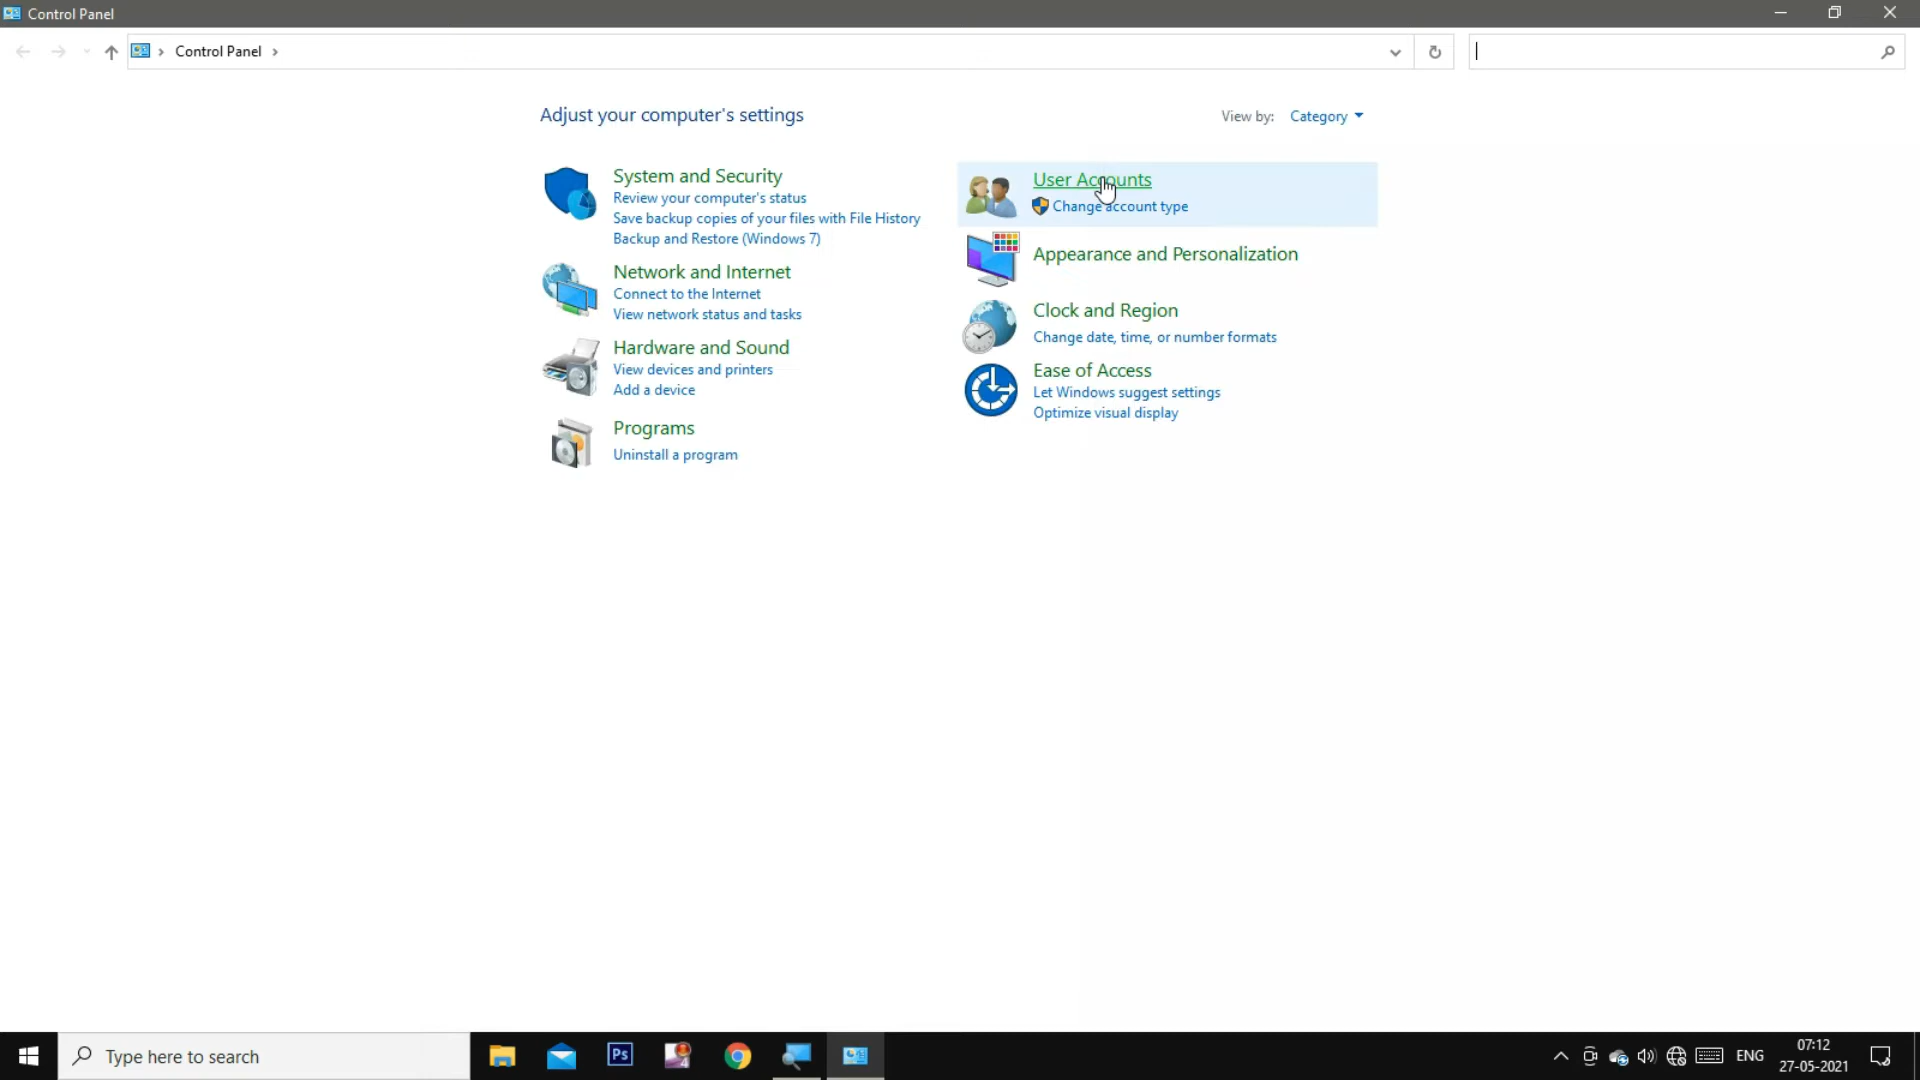 Control Panel
Control Panel
Adjust your computer's settings
View by: Category
System and Security
Review your computer's status
Save backup copies of your files with File History
Backup and Restore (Windows 7)
Network and Internet
Connect to the Internet
View network status and tasks
Hardware and Sound
View devices and printers
Add a device
Programs
Uninstall a program
User Accounts
Change account type
Appearance and Personalization
Clock and Region
Change date, time, or number formats
Ease of Access
Let Windows suggest settings
Optimize visual display
Type here to search
Ps
4
ENG
07:12
27-05-2021